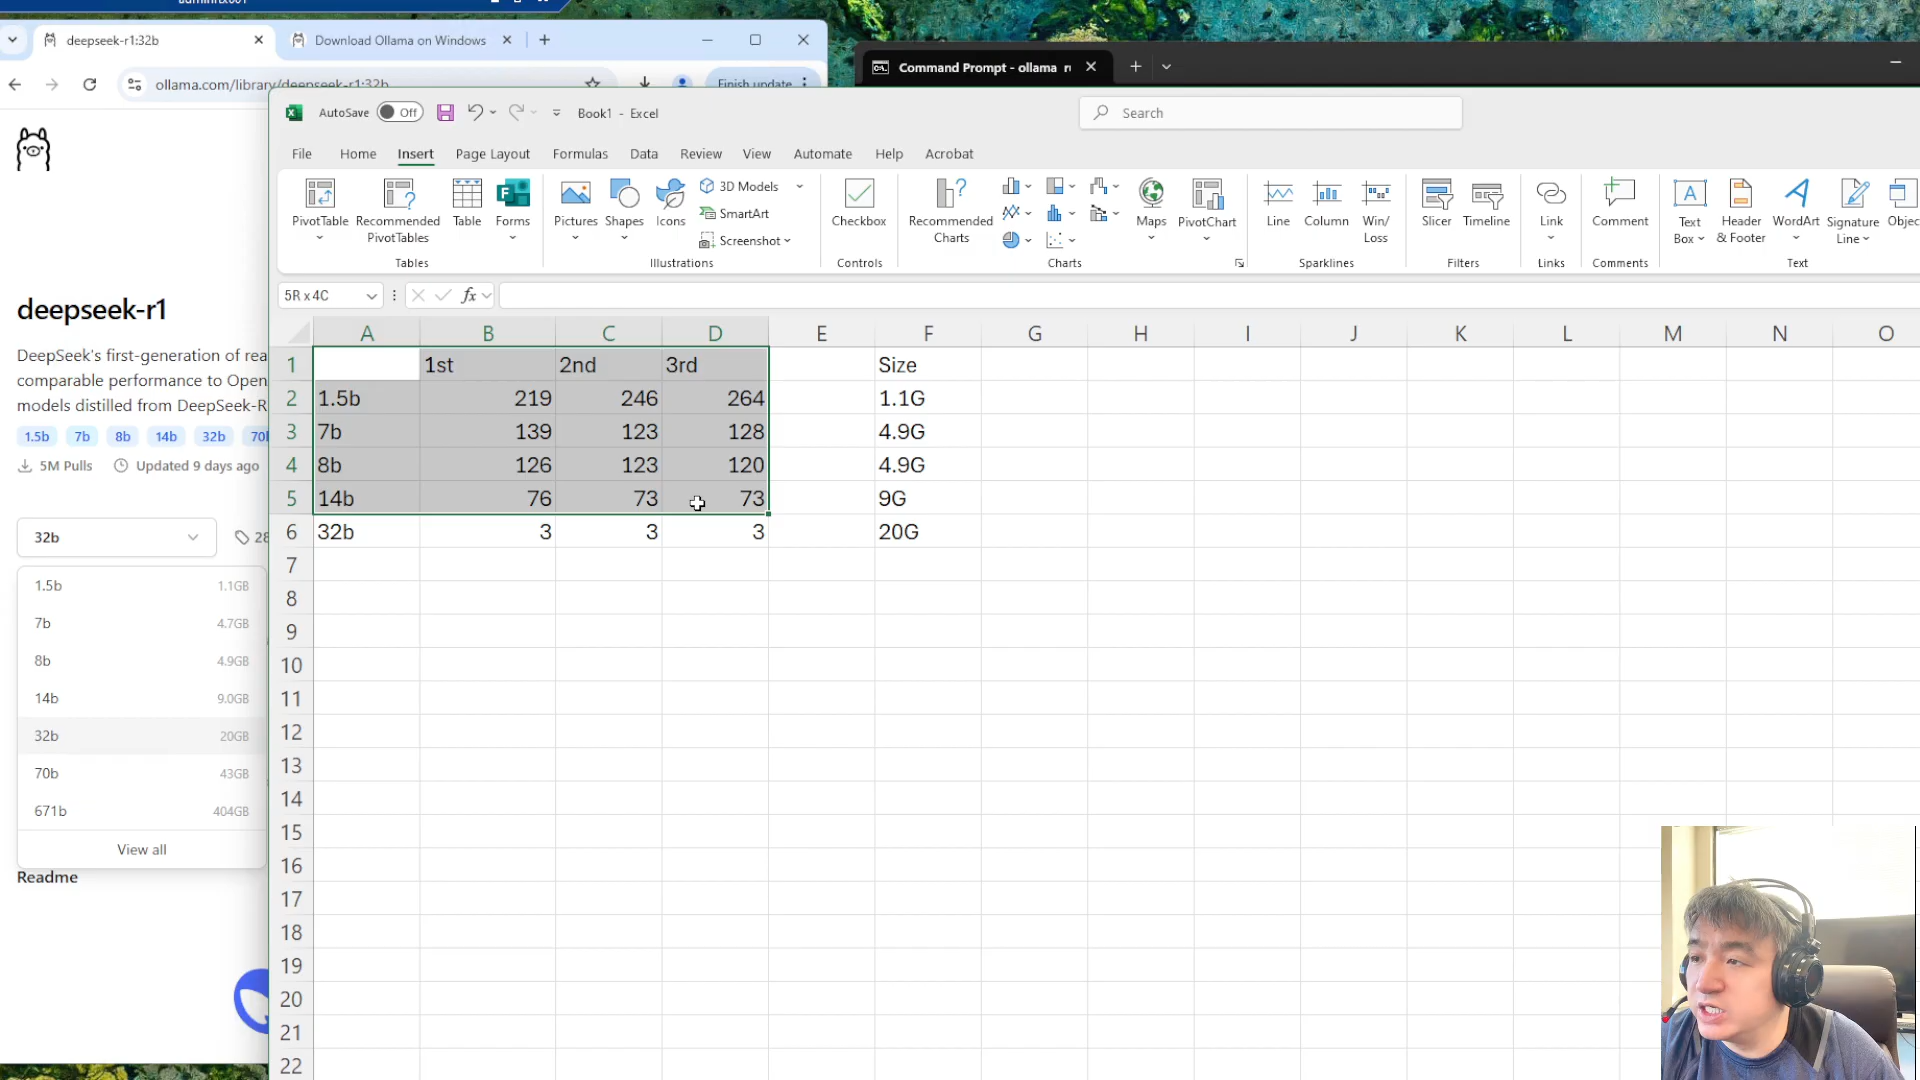 adminfx001
deepseek-r1:32b
Download Ollama on Windows
Command Prompt - ollama r
ollama.com/library/deepseek-r1:32b
Finish update
AutoSave
Off
Book1 - Excel
Search
File Home Insert Page Layout Formulas Data Review View Automate Help Acrobat
PivotTable
Recommended
PivotTables
Table
Forms
Tables
Pictures
Shapes
Icons
3D Models
SmartArt
Screenshot
Illustrations
Checkbox
Controls
Recommended
Charts
Maps
PivotChart
Charts
Line
Column
Win/
Loss
Sparklines
Slicer
Timeline
Filters
Link
Links
Comment
Comments
Text
Box
Header
& Footer
WordArt
Signature
Line
Objec
Text
5R x 4C
fx
A B C D E F G H I J K L M N O
1 1st 2nd 3rd Size
2 1.5b 219 246 264 1.1G
3 7b 139 123 128 4.9G
4 8b 126 123 120 4.9G
5 14b 76 73 73 9G
6 32b 3 3 3 20G
7
8
9
10
11
12
13
14
15
16
17
18
19
20
21
22
deepseek-r1
DeepSeek's first-generation of rea
comparable performance to Open
models distilled from DeepSeek-R
1.5b 7b 8b 14b 32b 70
5M Pulls Updated 9 days ago
32b
28
1.5b 1.1GB
7b 4.7GB
8b 4.9GB
14b 9.0GB
32b 20GB
70b 43GB
671b 404GB
View all
Readme